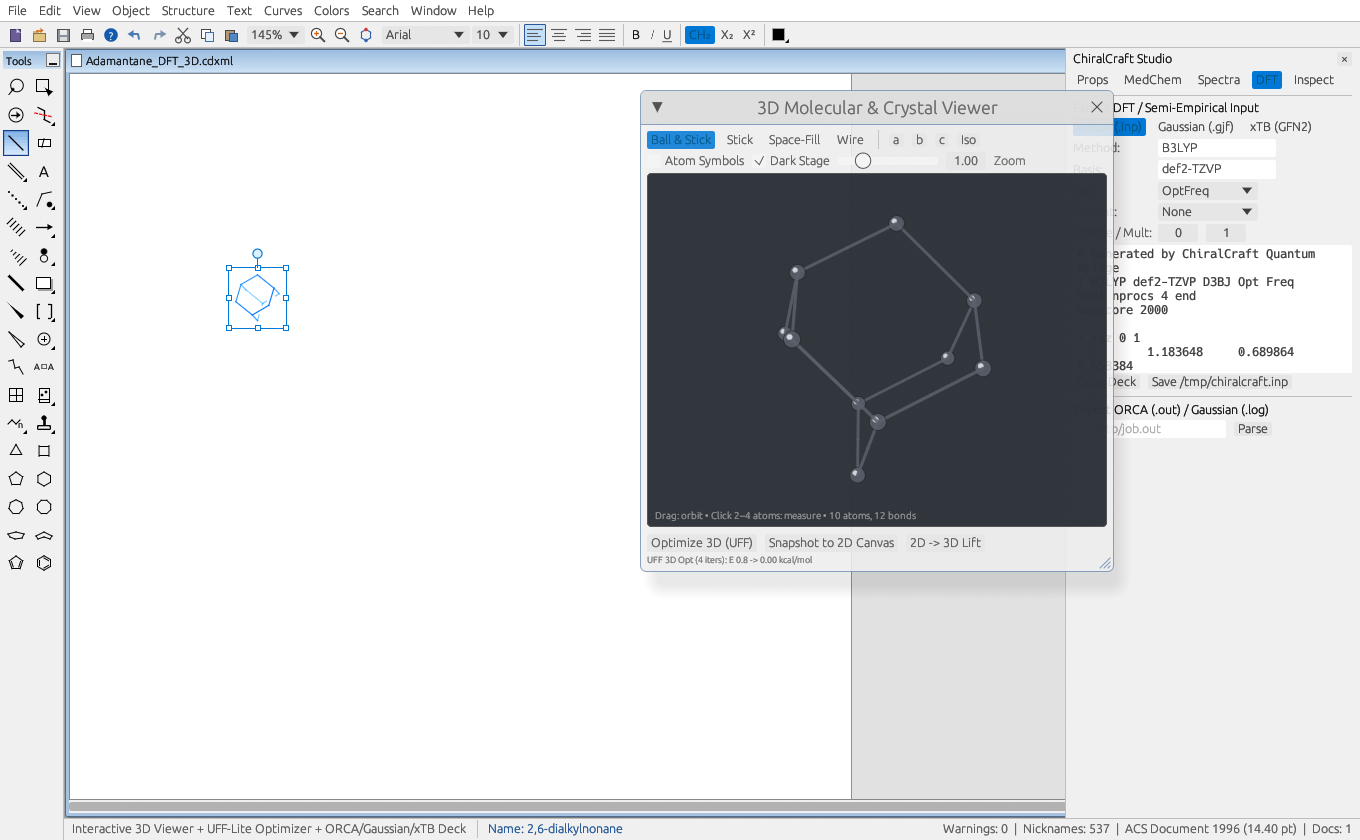 File Edit View Object Structure Text Curves Colors Search Window Help
145% Arial 10 B I U CH₂ X₂ X²
Tools
Adamantane_DFT_3D.cdxml
A
ChiralCraft Studio
Props MedChem Spectra DFT Inspect
DFT / Semi-Empirical Input
(.inp) Gaussian (.gjf) xTB (GFN2)
B3LYP
def2-TZVP
OptFreq
None
/ Mult: 0 1
Generated by ChiralCraft Quantum
def2-TZVP D3BJ Opt Freq
nprocs 4 end
2000
0 1
1.183648 0.689864
384
Deck Save /tmp/chiralcraft.inp
ORCA (.out) / Gaussian (.log)
/job.out Parse
3D Molecular & Crystal Viewer
Ball & Stick Stick Space-Fill Wire a b c Iso
Atom Symbols Dark Stage 1.00 Zoom
Drag: orbit • Click 2–4 atoms: measure • 10 atoms, 12 bonds
Optimize 3D (UFF) Snapshot to 2D Canvas 2D -> 3D Lift
UFF 3D Opt (4 iters): E 0.8 -> 0.00 kcal/mol
Interactive 3D Viewer + UFF-Lite Optimizer + ORCA/Gaussian/xTB Deck Name: 2,6-dialkylnonane Warnings: 0 | Nicknames: 537 | ACS Document 1996 (14.40 pt) | Docs: 1